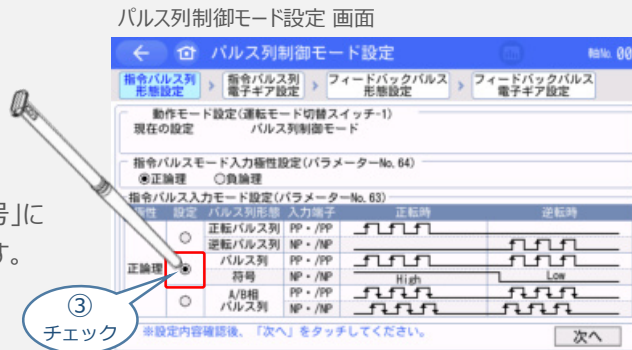 パルス列制御モード設定 画面
パルス列制御モード設定
軸No. 00
指令パルス列
形態設定
>
指令パルス列
電子ギア設定
>
フィードバックパルス
形態設定
>
フィードバックパルス
電子ギア設定
動作モード設定(運転モード切替スイッチ-1)
現在の設定 パルス列制御モード
指令パルスモード入力極性設定(パラメーターNo. 64)
正論理 負論理
指令パルス入力モード設定(パラメーターNo. 63)
極性 設定 パルス列形態 入力端子 正転時 逆転時
正論理
正転パルス列 PP・/PP
逆転パルス列 NP・/NP
パルス列 PP・/PP
符号 NP・/NP High Low
A/B相
パルス列
PP・/PP
NP・/NP
※設定内容確認後、「次へ」をタッチしてください。
次へ
号」に
す。
③
チェック